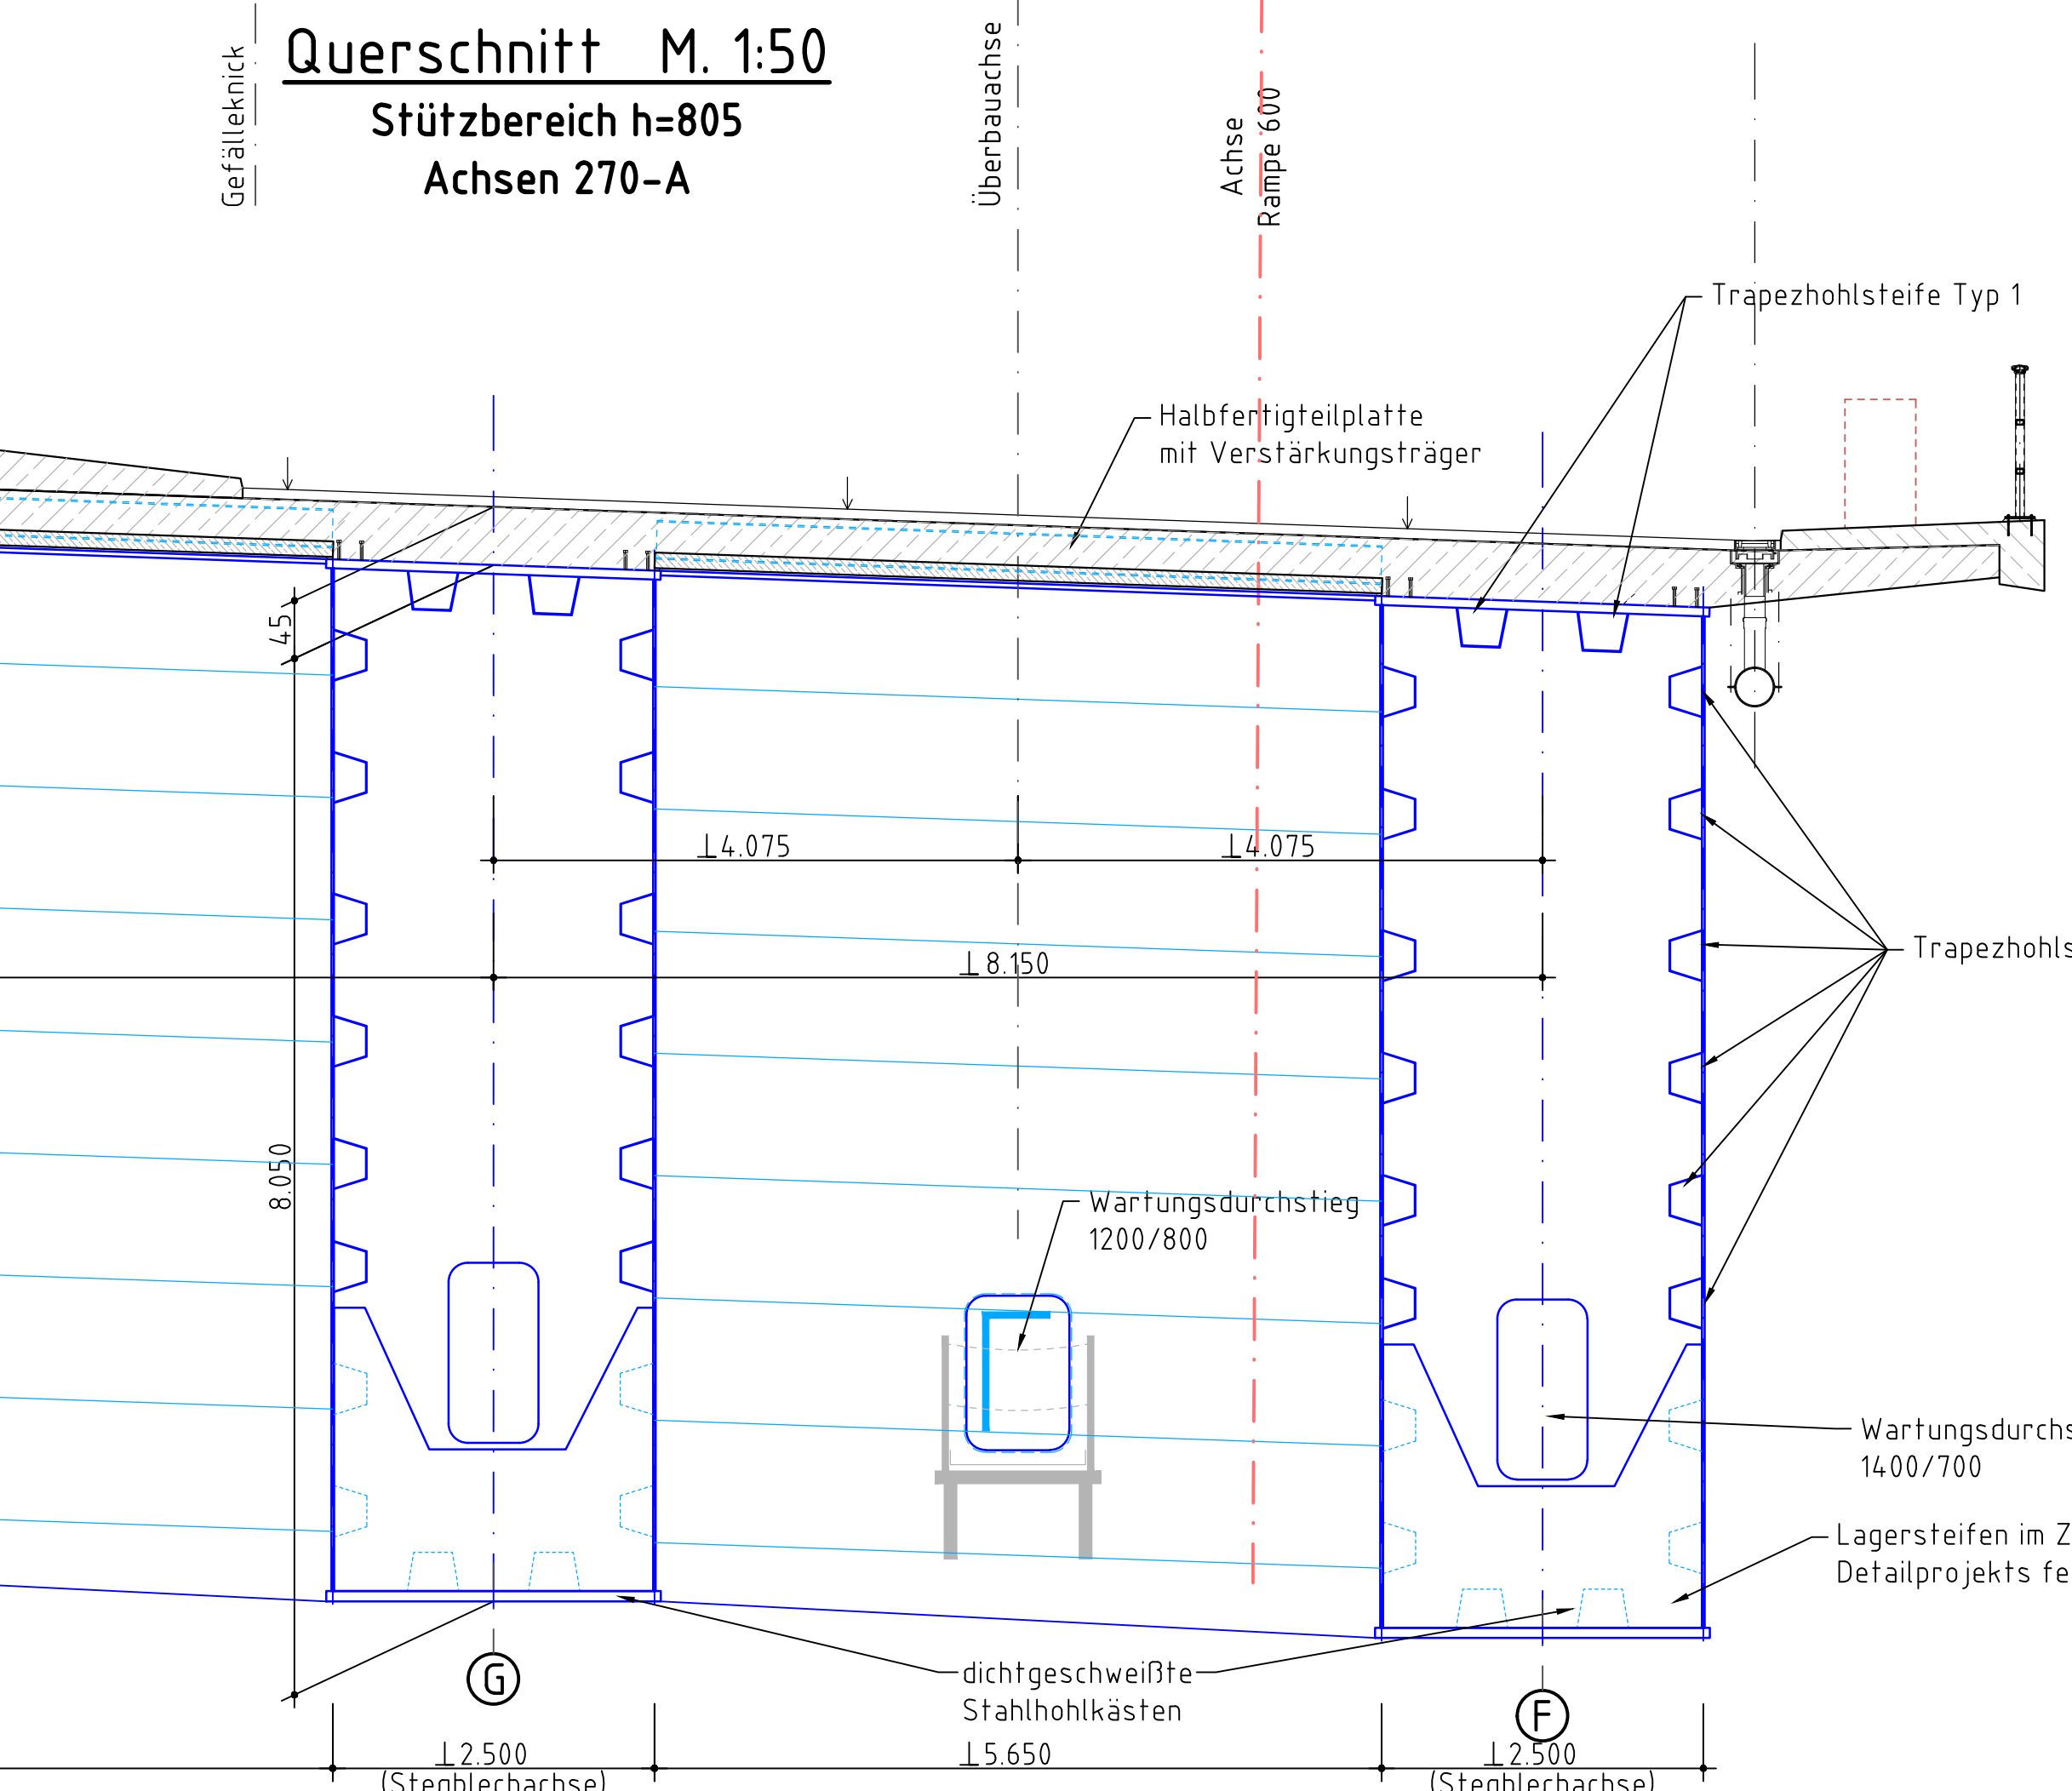 Querschnitt M. 1:50
Stützbereich h=805
Achsen 270-A
Gefälleknick
Überbauachse
Achse
Rampe 600
Trapezhohlsteife Typ 1
Halbfertigteilplatte
mit Verstärkungsträger
45
⊥4.075
⊥4.075
⊥8.150
Trapezhohls
8.050
Wartungsdurchstieg
1200/800
Wartungsdurchs
1400/700
Lagersteifen im Z
Detailprojekts fe
dichtgeschweißte
Stahlhohlkästen
G
F
⊥2.500
(Stegblechachse)
⊥5.650
⊥2.500
(Stegblechachse)